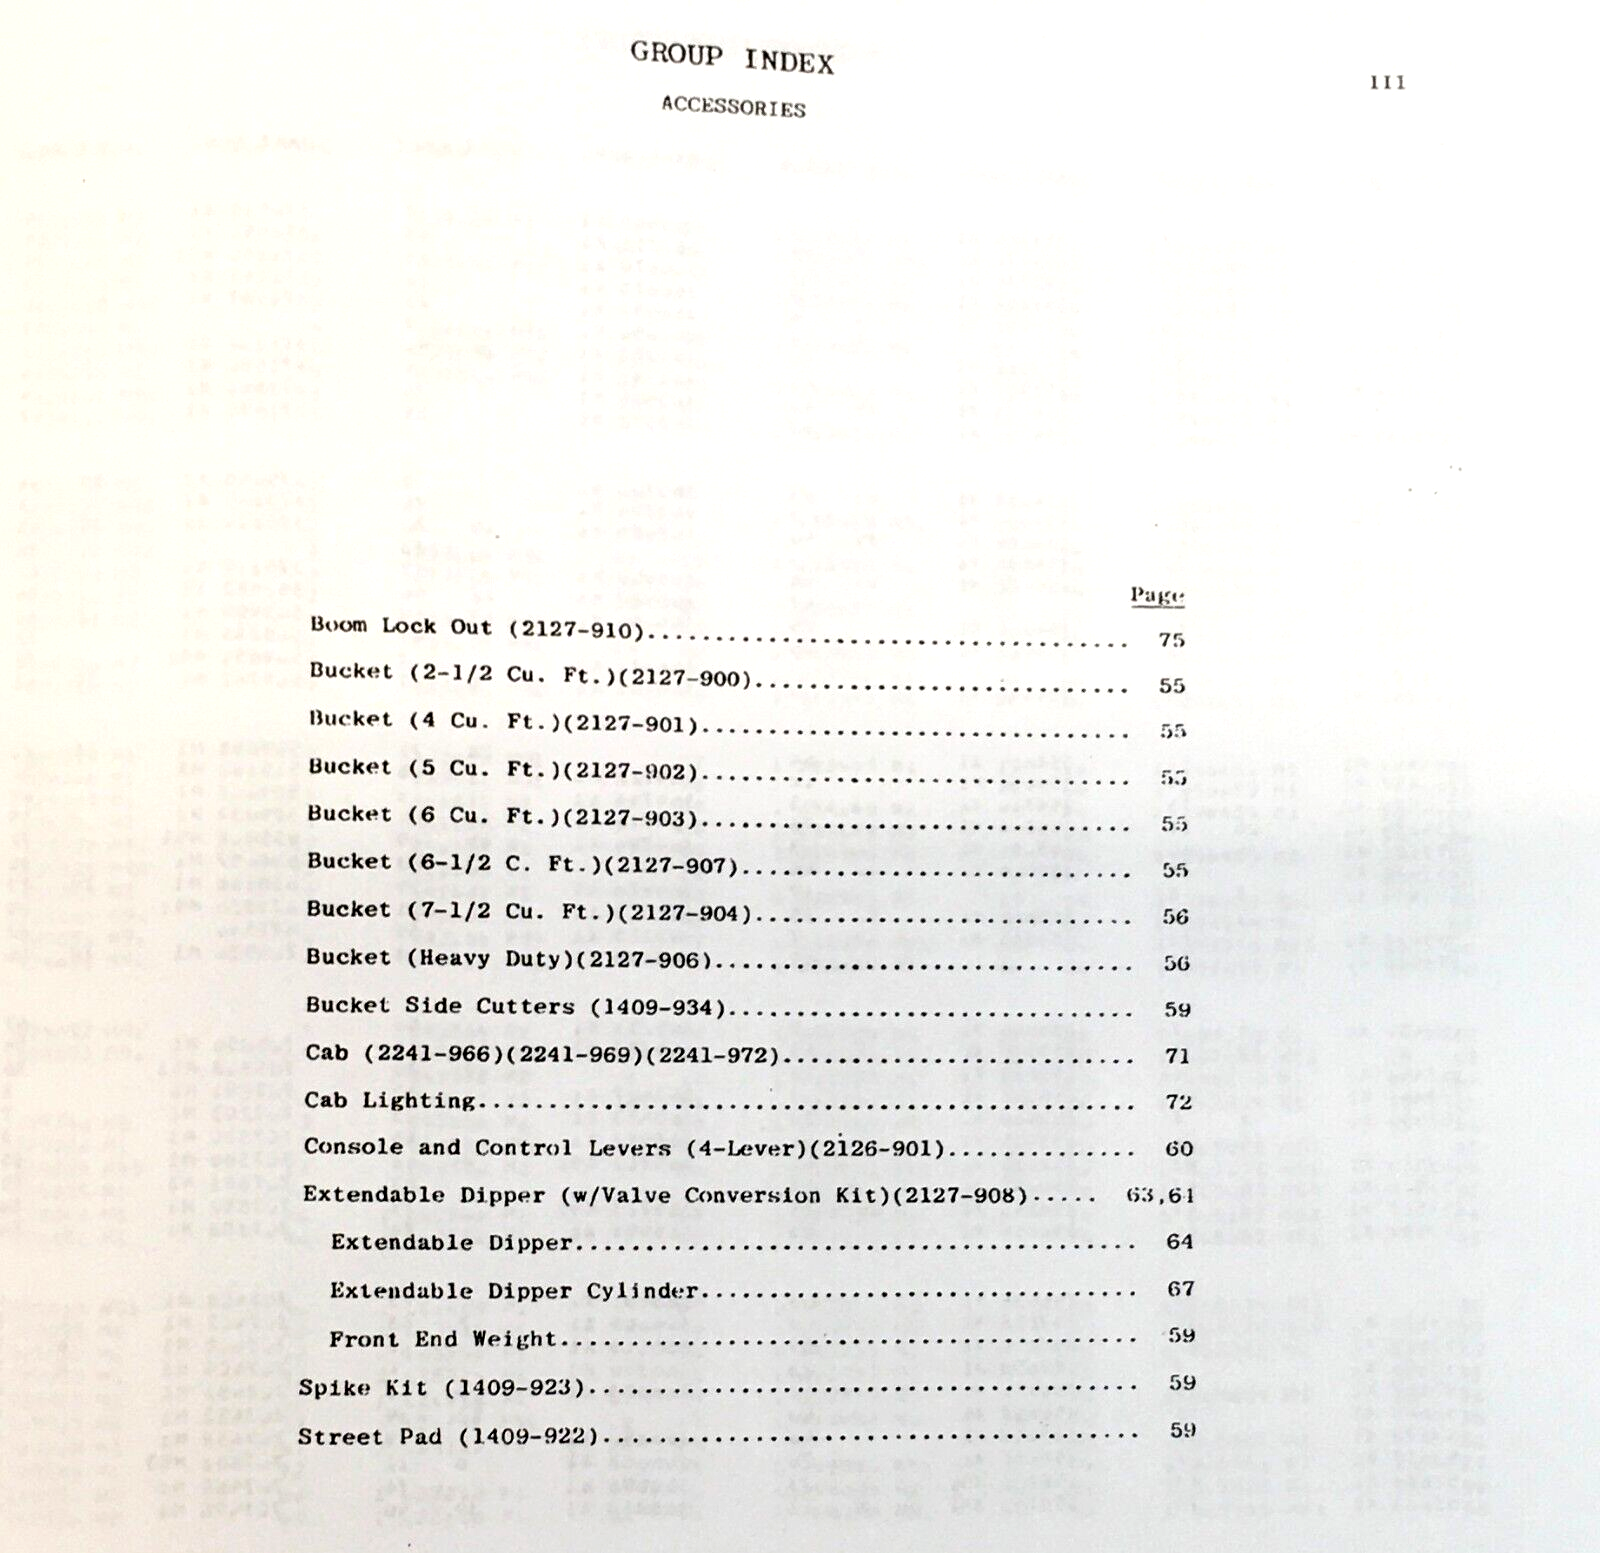 GROUP INDEX
III
ACCESSORIES
Page
Boom Lock Out (2127-910)................................... 75
Bucket (2-1/2 Cu. Ft.)(2127-900)........................... 55
Bucket (4 Cu. Ft.)(2127-901)............................... 55
Bucket (5 Cu. Ft.)(2127-902)............................... 55
Bucket (6 Cu. Ft.)(2127-903)............................... 55
Bucket (6-1/2 C. Ft.)(2127-907)............................ 55
Bucket (7-1/2 Cu. Ft.)(2127-904)........................... 56
Bucket (Heavy Duty)(2127-906).............................. 56
Bucket Side Cutters (1409-934)............................. 59
Cab (2241-966)(2241-969)(2241-972)......................... 71
Cab Lighting............................................... 72
Console and Control Levers (4-Lever)(2126-901)............. 60
Extendable Dipper (w/Valve Conversion Kit)(2127-908)..... 63,64
Extendable Dipper........................................ 64
Extendable Dipper Cylinder............................... 67
Front End Weight......................................... 59
Spike Kit (1409-923)....................................... 59
Street Pad (1409-922)...................................... 59